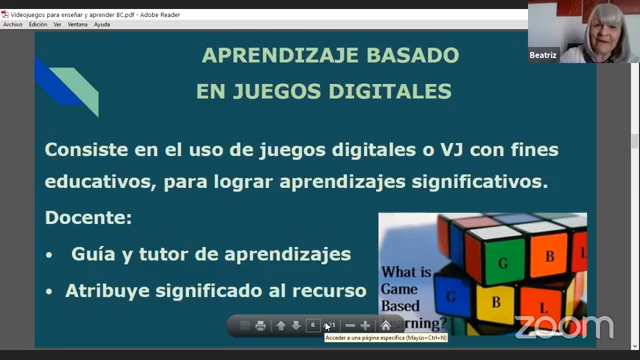 Videojuegos para enseñar y aprender BC.pdf - Adobe Reader
Archivo Edición Ver Ventana Ayuda
Beatriz
APRENDIZAJE BASADO
EN JUEGOS DIGITALES
Consiste en el uso de juegos digitales o VJ con fines
educativos, para lograr aprendizajes significativos.
Docente:
• Guía y tutor de aprendizajes
• Atribuye significado al recurso
What is
Game
Based
Learning?
G B L
G B L
8
Acceder a una página específica (Mayús+Ctrl+N)
zoom